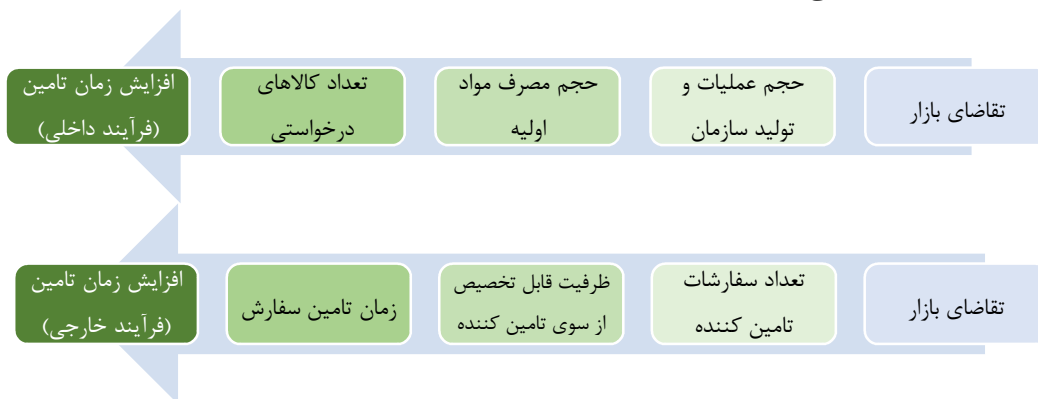 تقاضای بازار
حجم عملیات و
تولید سازمان
حجم مصرف مواد
اولیه
تعداد کالاهای
درخواستی
افزایش زمان تامین
(فرآیند داخلی)
تقاضای بازار
تعداد سفارشات
تامین کننده
ظرفیت قابل تخصیص
از سوی تامین کننده
زمان تامین سفارش
افزایش زمان تامین
(فرآیند خارجی)